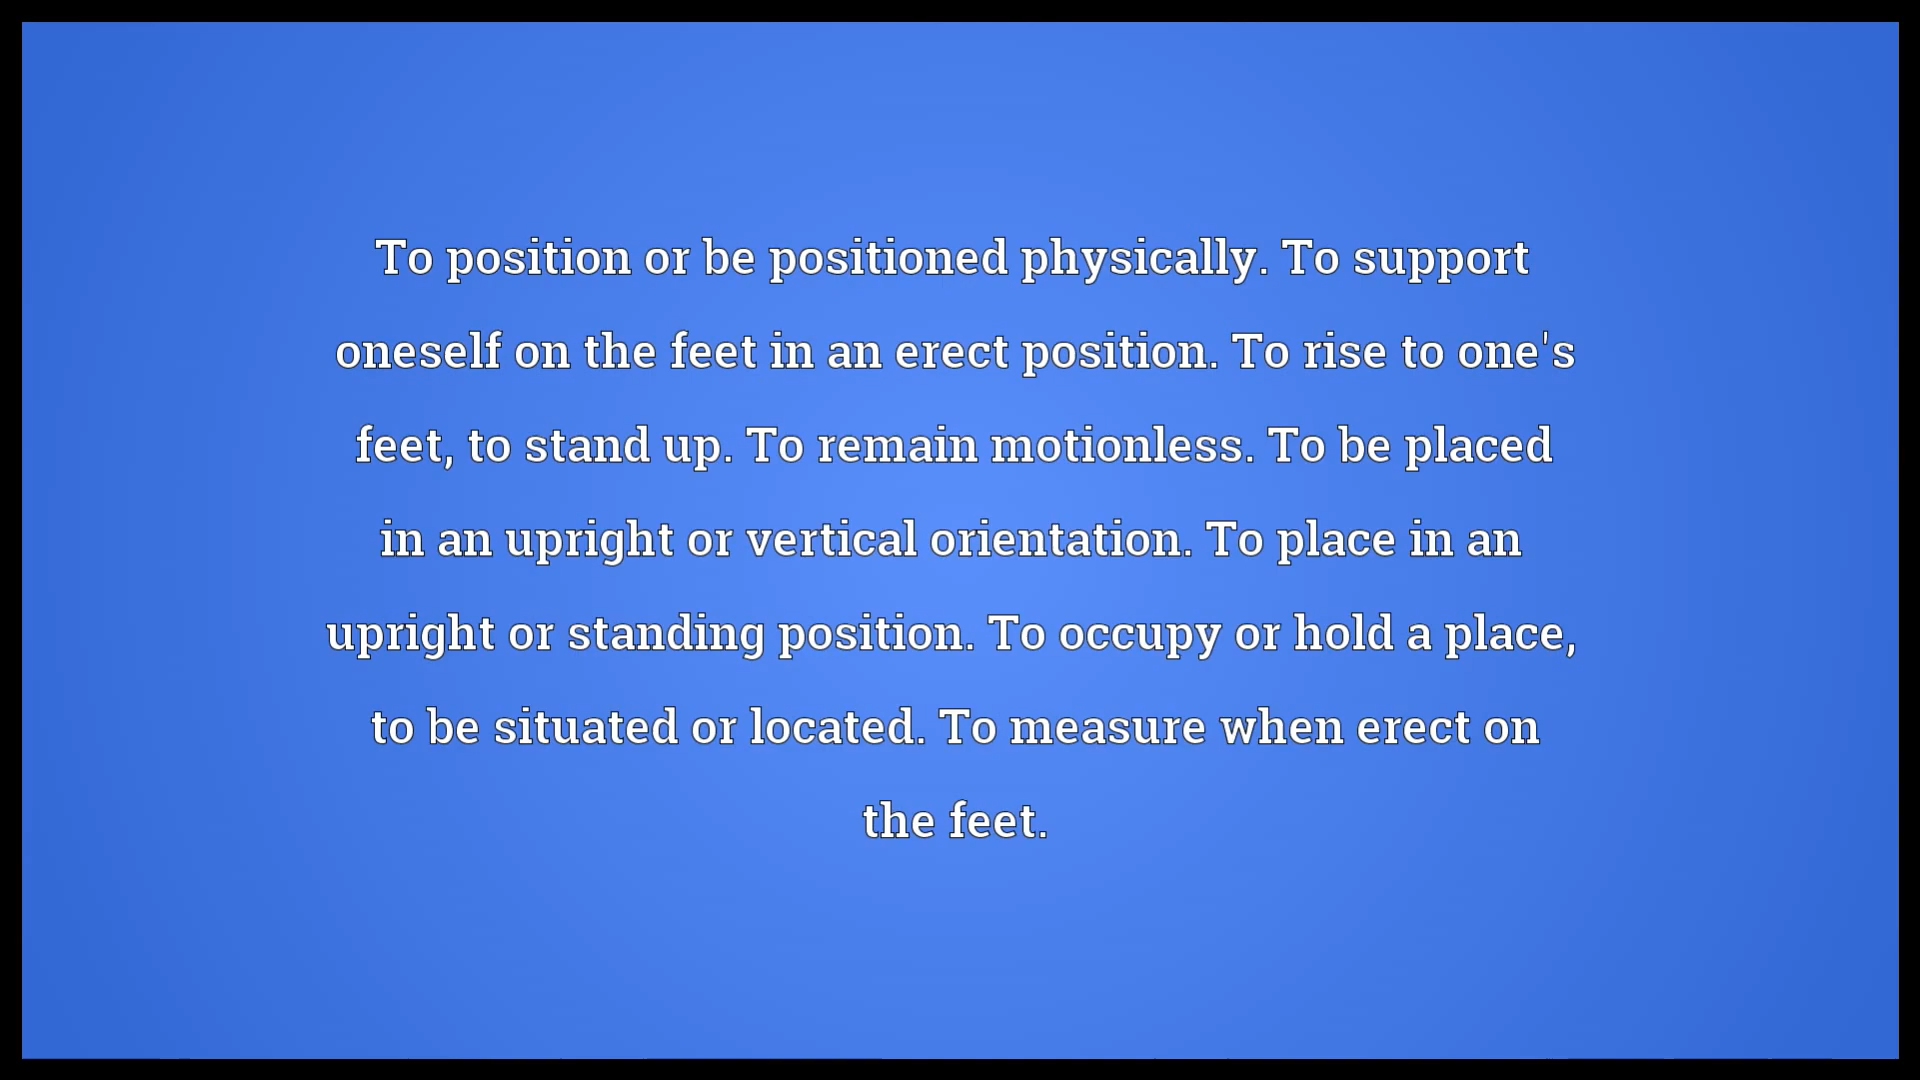 To position or be positioned physically. To support
oneself on the feet in an erect position. To rise to one's
feet, to stand up. To remain motionless. To be placed
in an upright or vertical orientation. To place in an
upright or standing position. To occupy or hold a place,
to be situated or located. To measure when erect on
the feet.